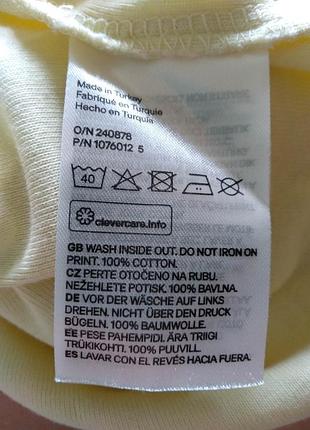 Made in Turkey
Fabriqué en Turquie
Hecho en Turquía
O/N 240878
P/N 1076012 5
40
clevercare.info
GB WASH INSIDE OUT. DO NOT IRON ON
PRINT. 100% COTTON.
CZ PERTE OTOČENO NA RUBU.
NEŽEHLETE POTISK. 100% BAVLNA.
DE VOR DER WÄSCHE AUF LINKS
DREHEN. NICHT ÜBER DEN DRUCK
BÜGELN. 100% BAUMWOLLE.
EE PESE PAHEMPIDI. ÄRA TRIIGI
TRÜKIKOHTI. 100% PUUVILL.
ES LAVAR CON EL REVÉS HACIA FUERA.